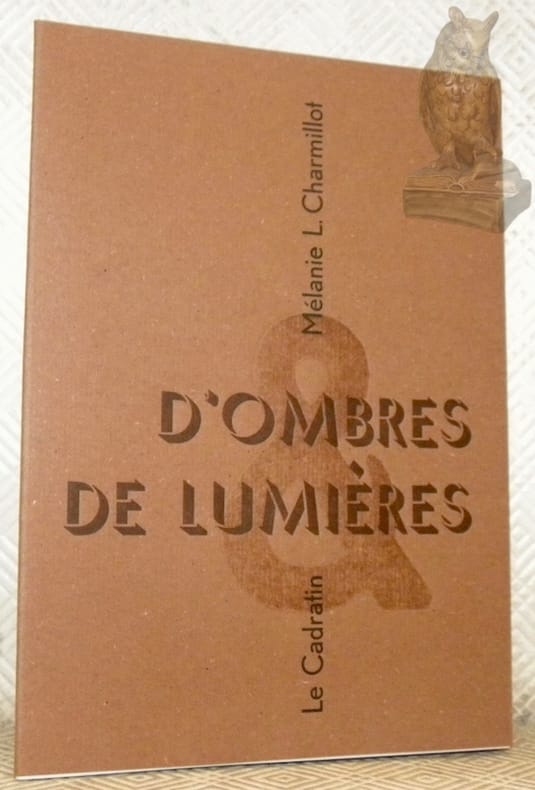 Mélanie L. Charmillot
D'OMBRES
&
DE LUMIÈRES
Le Cadratin